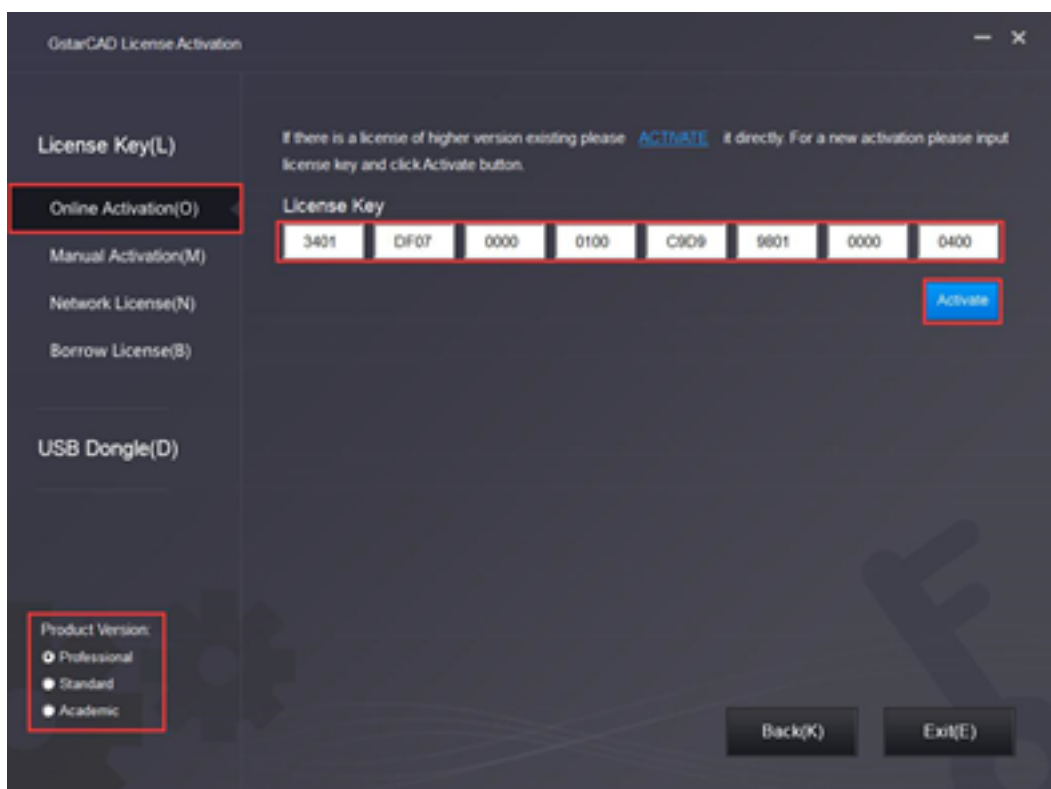 GstarCAD License Activation
License Key(L)
Online Activation(O)
Manual Activation(M)
Network License(N)
Borrow License(B)
USB Dongle(D)
Product Version:
Professional
Standard
Academic
If there is a license of higher version existing please ACTIVATE it directly. For a new activation please input
license key and click Activate button.
License Key
3401 DF07 0000 0100 C9D9 9801 0000 0400
Activate
Back(K) Exit(E)